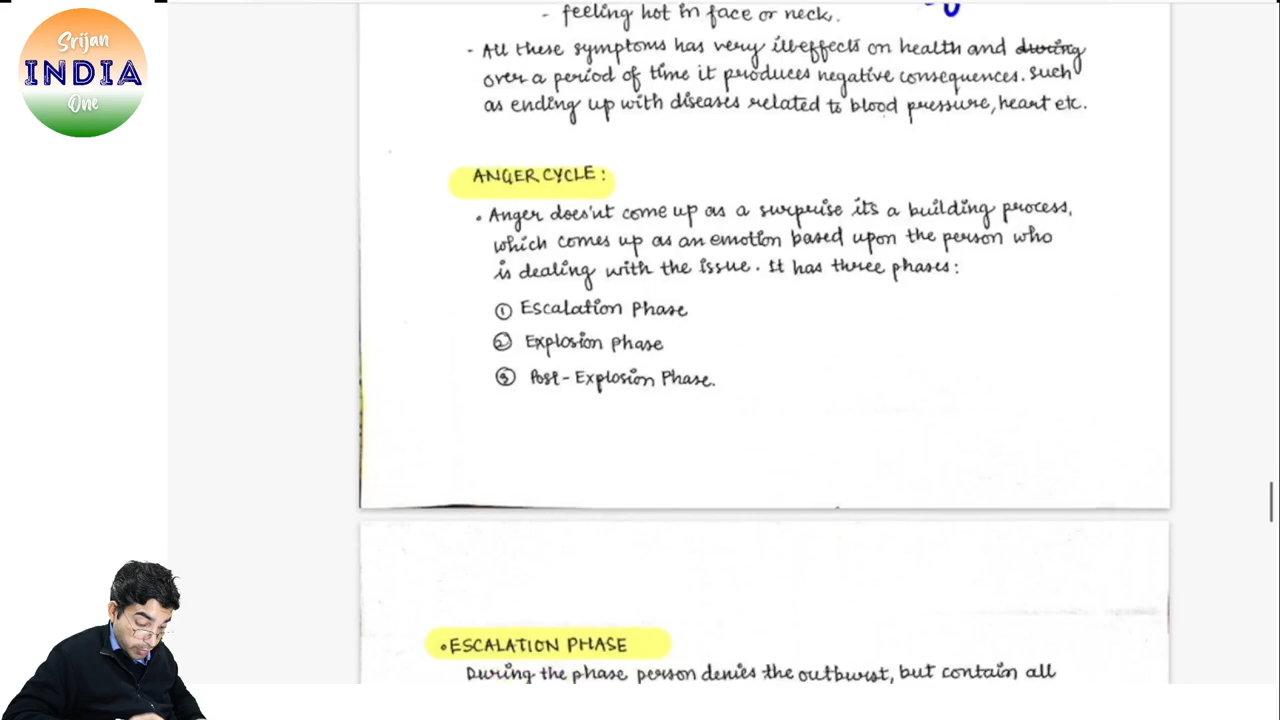 Srijan
INDIA
One
- feeling hot in face or neck.
- All these symptoms has very ill effects on health and during
over a period of time it produces negative consequences. such
as ending up with diseases related to blood pressure, heart etc.
ANGER CYCLE:
• Anger does'nt come up as a surprise its a building process,
which comes up as an emotion based upon the person who
is dealing with the issue. It has three phases:
① Escalation Phase
② Explosion Phase
③ Post-Explosion Phase.
• ESCALATION PHASE
During the phase person denies the outburst, but contain all